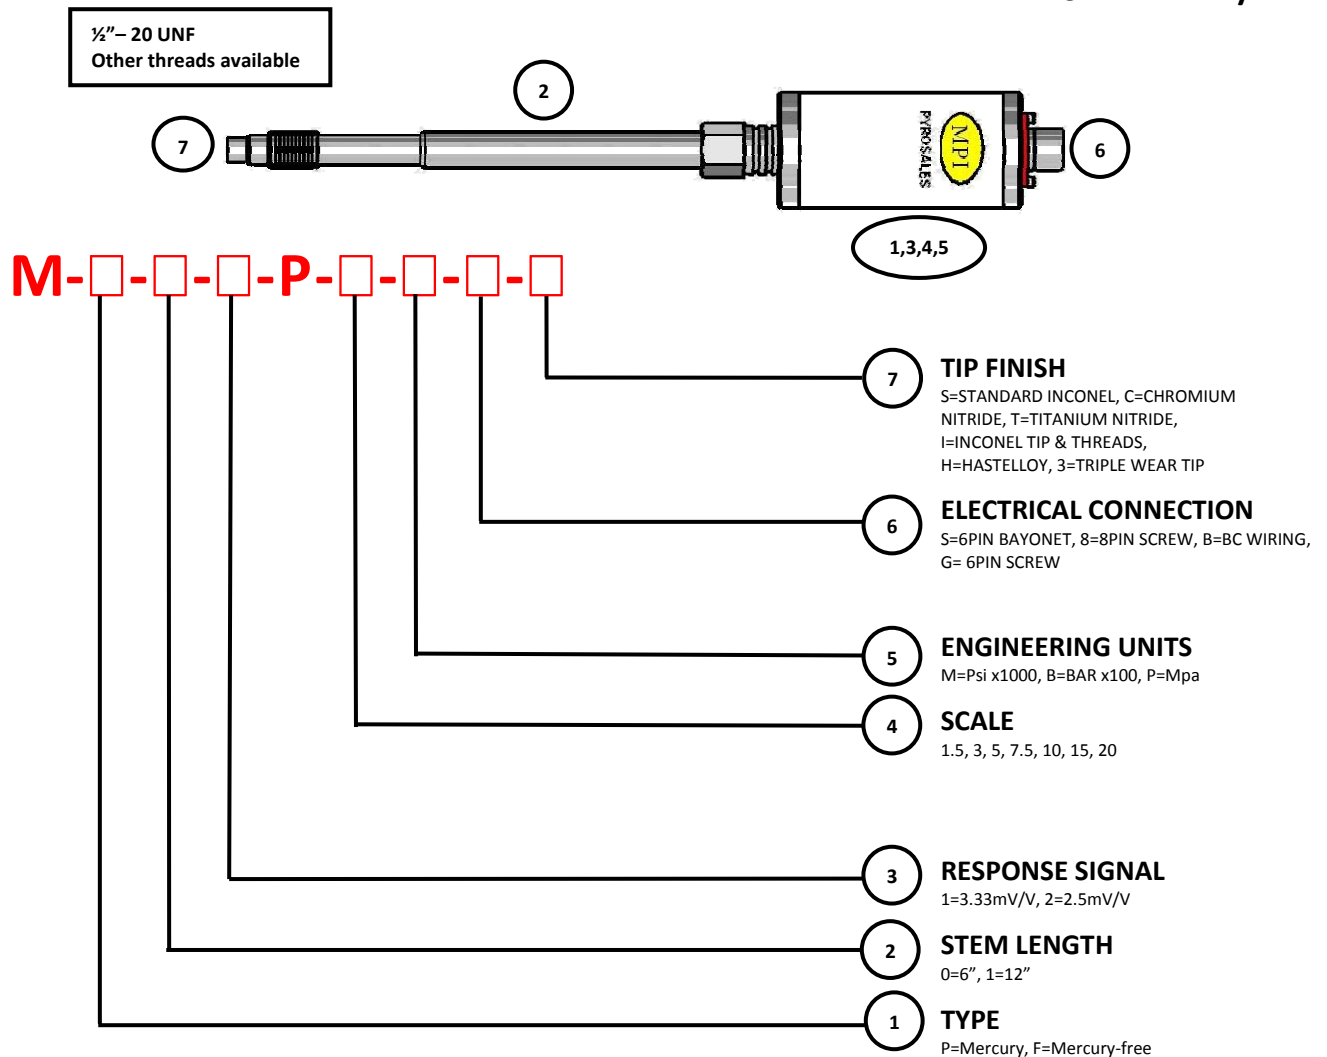 ½”– 20 UNF
Other threads available
2
7
MPI
PYROSALES
6
1,3,4,5
M-□-□-□-P-□-□-□-□
7
TIP FINISH
S=STANDARD INCONEL, C=CHROMIUM
NITRIDE, T=TITANIUM NITRIDE,
I=INCONEL TIP & THREADS,
H=HASTELLOY, 3=TRIPLE WEAR TIP
6
ELECTRICAL CONNECTION
S=6PIN BAYONET, 8=8PIN SCREW, B=BC WIRING,
G= 6PIN SCREW
5
ENGINEERING UNITS
M=Psi x1000, B=BAR x100, P=Mpa
4
SCALE
1.5, 3, 5, 7.5, 10, 15, 20
3
RESPONSE SIGNAL
1=3.33mV/V, 2=2.5mV/V
2
STEM LENGTH
0=6”, 1=12”
1
TYPE
P=Mercury, F=Mercury-free